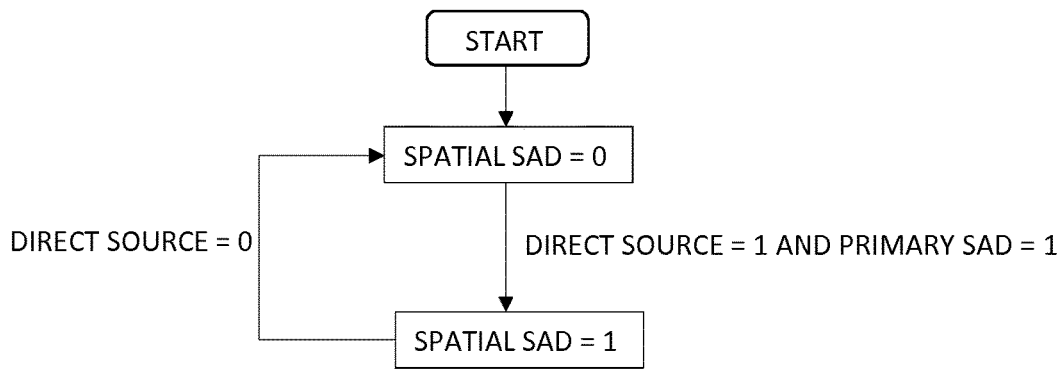 START
SPATIAL SAD = 0
DIRECT SOURCE = 0
DIRECT SOURCE = 1 AND PRIMARY SAD = 1
SPATIAL SAD = 1